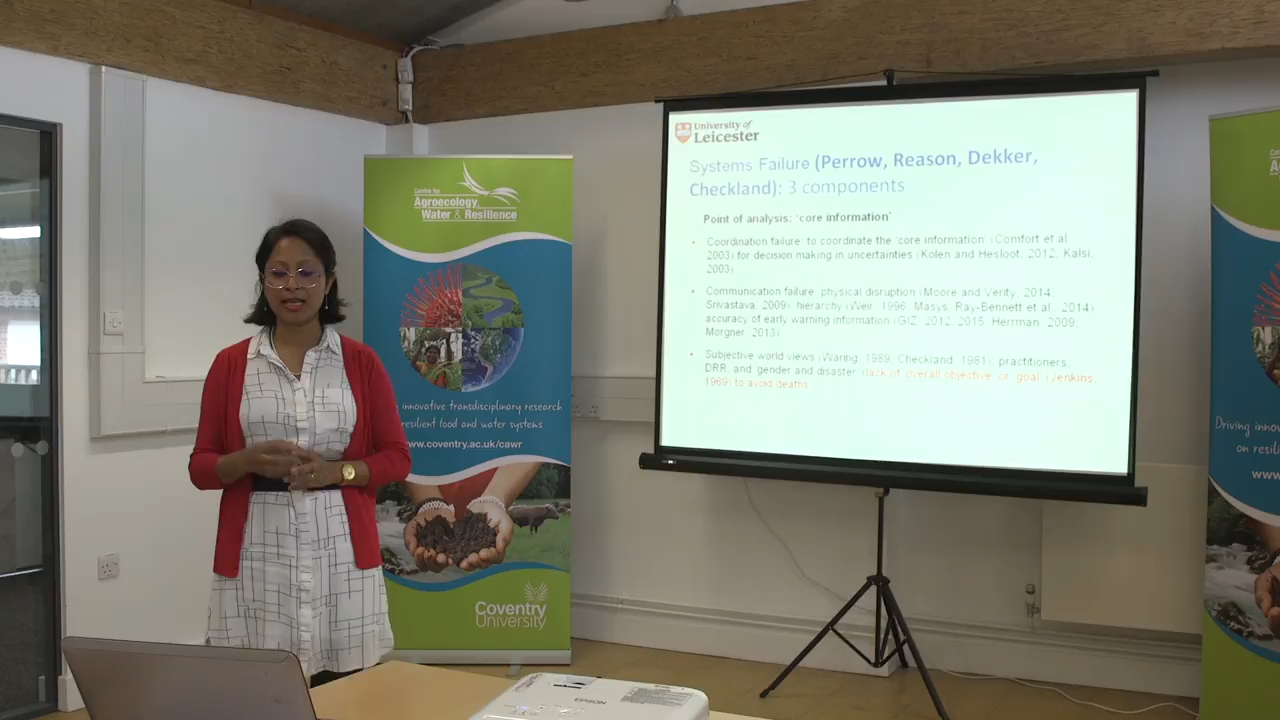 Centre for
Agroecology,
Water & Resilience
innovative transdisciplinary research
resilient food and water systems
www.coventry.ac.uk/cawr
Coventry
University
University of
Leicester
Systems Failure (Perrow, Reason, Dekker,
Checkland): 3 components
Point of analysis: 'core information'
• Coordination failure' to coordinate the 'core information' (Comfort et al
2003) for decision making in uncertainties (Kolen and Hesloot, 2012, Kalsi,
2003)
• Communication failure: physical disruption (Moore and Verity, 2014,
Srivastava, 2009), hierarchy (Weir, 1996, Masys, Ray-Bennett et al., 2014)
accuracy of early warning information (GIZ, 2012, 2015, Herrman, 2009,
Morgner, 2013)
• Subjective world views (Waring, 1989, Checkland, 1981), practitioners,
DRR, and gender and disaster (lack of overall objective or goal (Jenkins,
1969) to avoid deaths
EPSON
Driving
on
www